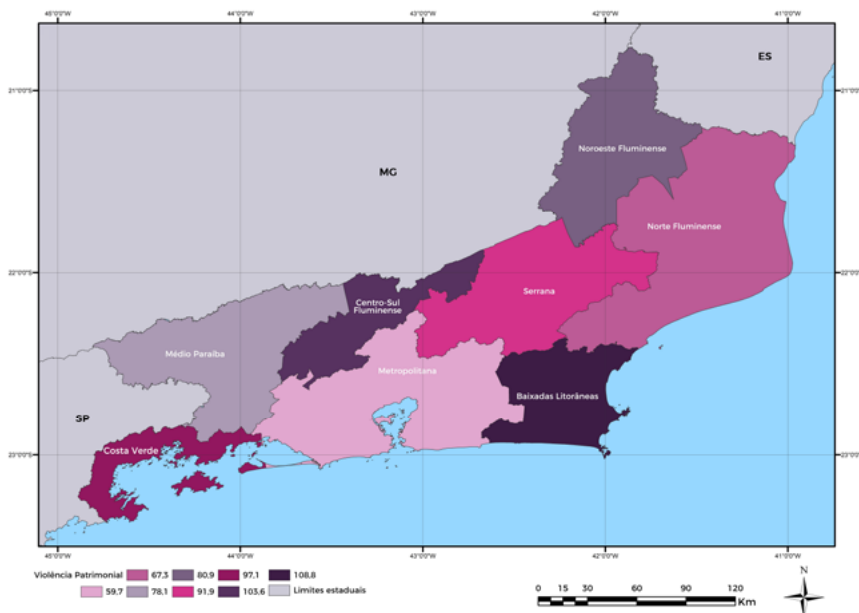 45°0'0"W 44°0'0"W 43°0'0"W 42°0'0"W 41°0'0"W
ES
21°0'0"S 21°0'0"S
Noroeste Fluminense
MG
Norte Fluminense
22°0'0"S 22°0'0"S
Serrana
Centro-Sul
Fluminense
Médio Paraíba
Metropolitana
Baixadas Litorâneas
SP
Costa Verde
23°0'0"S 23°0'0"S
45°0'0"W 44°0'0"W 43°0'0"W 42°0'0"W 41°0'0"W
Violência Patrimonial 67,3 80,9 97,1 108,8
59.7 78,1 91,9 103,6 Limites estaduais
N
0 15 30 60 90 120
Km